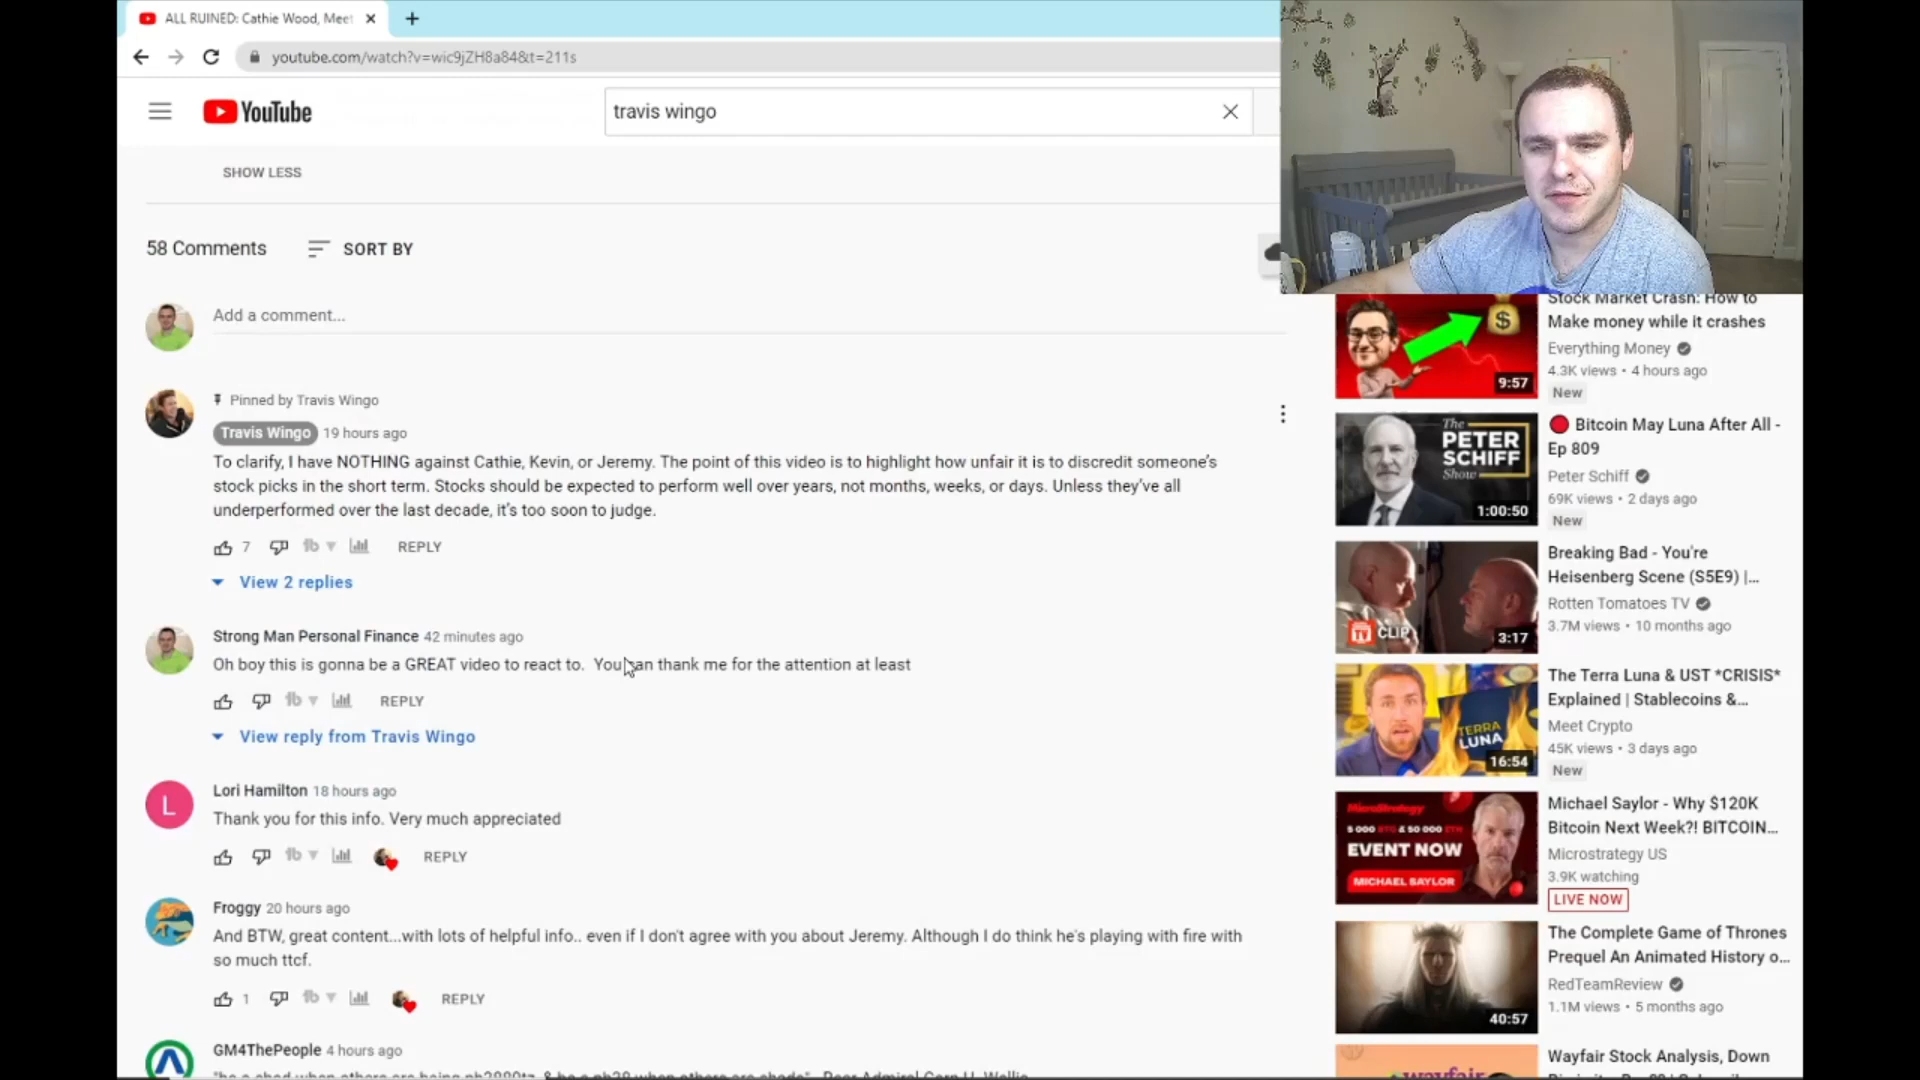 ALL RUINED: Cathie Wood, Meet
youtube.com/watch?v=wic9jZH8a84&t=211s
YouTube
travis wingo
SHOW LESS
58 Comments
SORT BY
Add a comment...
Pinned by Travis Wingo
Travis Wingo 19 hours ago
To clarify, I have NOTHING against Cathie, Kevin, or Jeremy. The point of this video is to highlight how unfair it is to discredit someone's
stock picks in the short term. Stocks should be expected to perform well over years, not months, weeks, or days. Unless they've all
underperformed over the last decade, it's too soon to judge.
7
REPLY
View 2 replies
Strong Man Personal Finance 42 minutes ago
Oh boy this is gonna be a GREAT video to react to. You can thank me for the attention at least
REPLY
View reply from Travis Wingo
L
Lori Hamilton 18 hours ago
Thank you for this info. Very much appreciated
REPLY
Froggy 20 hours ago
And BTW, great content...with lots of helpful info.. even if I don't agree with you about Jeremy. Although I do think he's playing with fire with
so much ttcf.
1
REPLY
GM4ThePeople 4 hours ago
Stock Market Crash: How to
Make money while it crashes
Everything Money
4.3K views • 4 hours ago
New
9:57
Bitcoin May Luna After All -
Ep 809
Peter Schiff
69K views • 2 days ago
New
The
PETER
SCHIFF
Show
1:00:50
Breaking Bad - You're
Heisenberg Scene (S5E9) |...
Rotten Tomatoes TV
3.7M views • 10 months ago
CLIP
3:17
The Terra Luna & UST *CRISIS*
Explained | Stablecoins &...
Meet Crypto
45K views • 3 days ago
New
TERRA
LUNA
16:54
Michael Saylor - Why $120K
Bitcoin Next Week?! BITCOIN...
Microstrategy US
3.9K watching
LIVE NOW
MicroStrategy
5 000 BTC & 50 000 ETH
EVENT NOW
MICHAEL SAYLOR
The Complete Game of Thrones
Prequel An Animated History o...
RedTeamReview
1.1M views • 5 months ago
40:57
Wayfair Stock Analysis, Down
wayfair